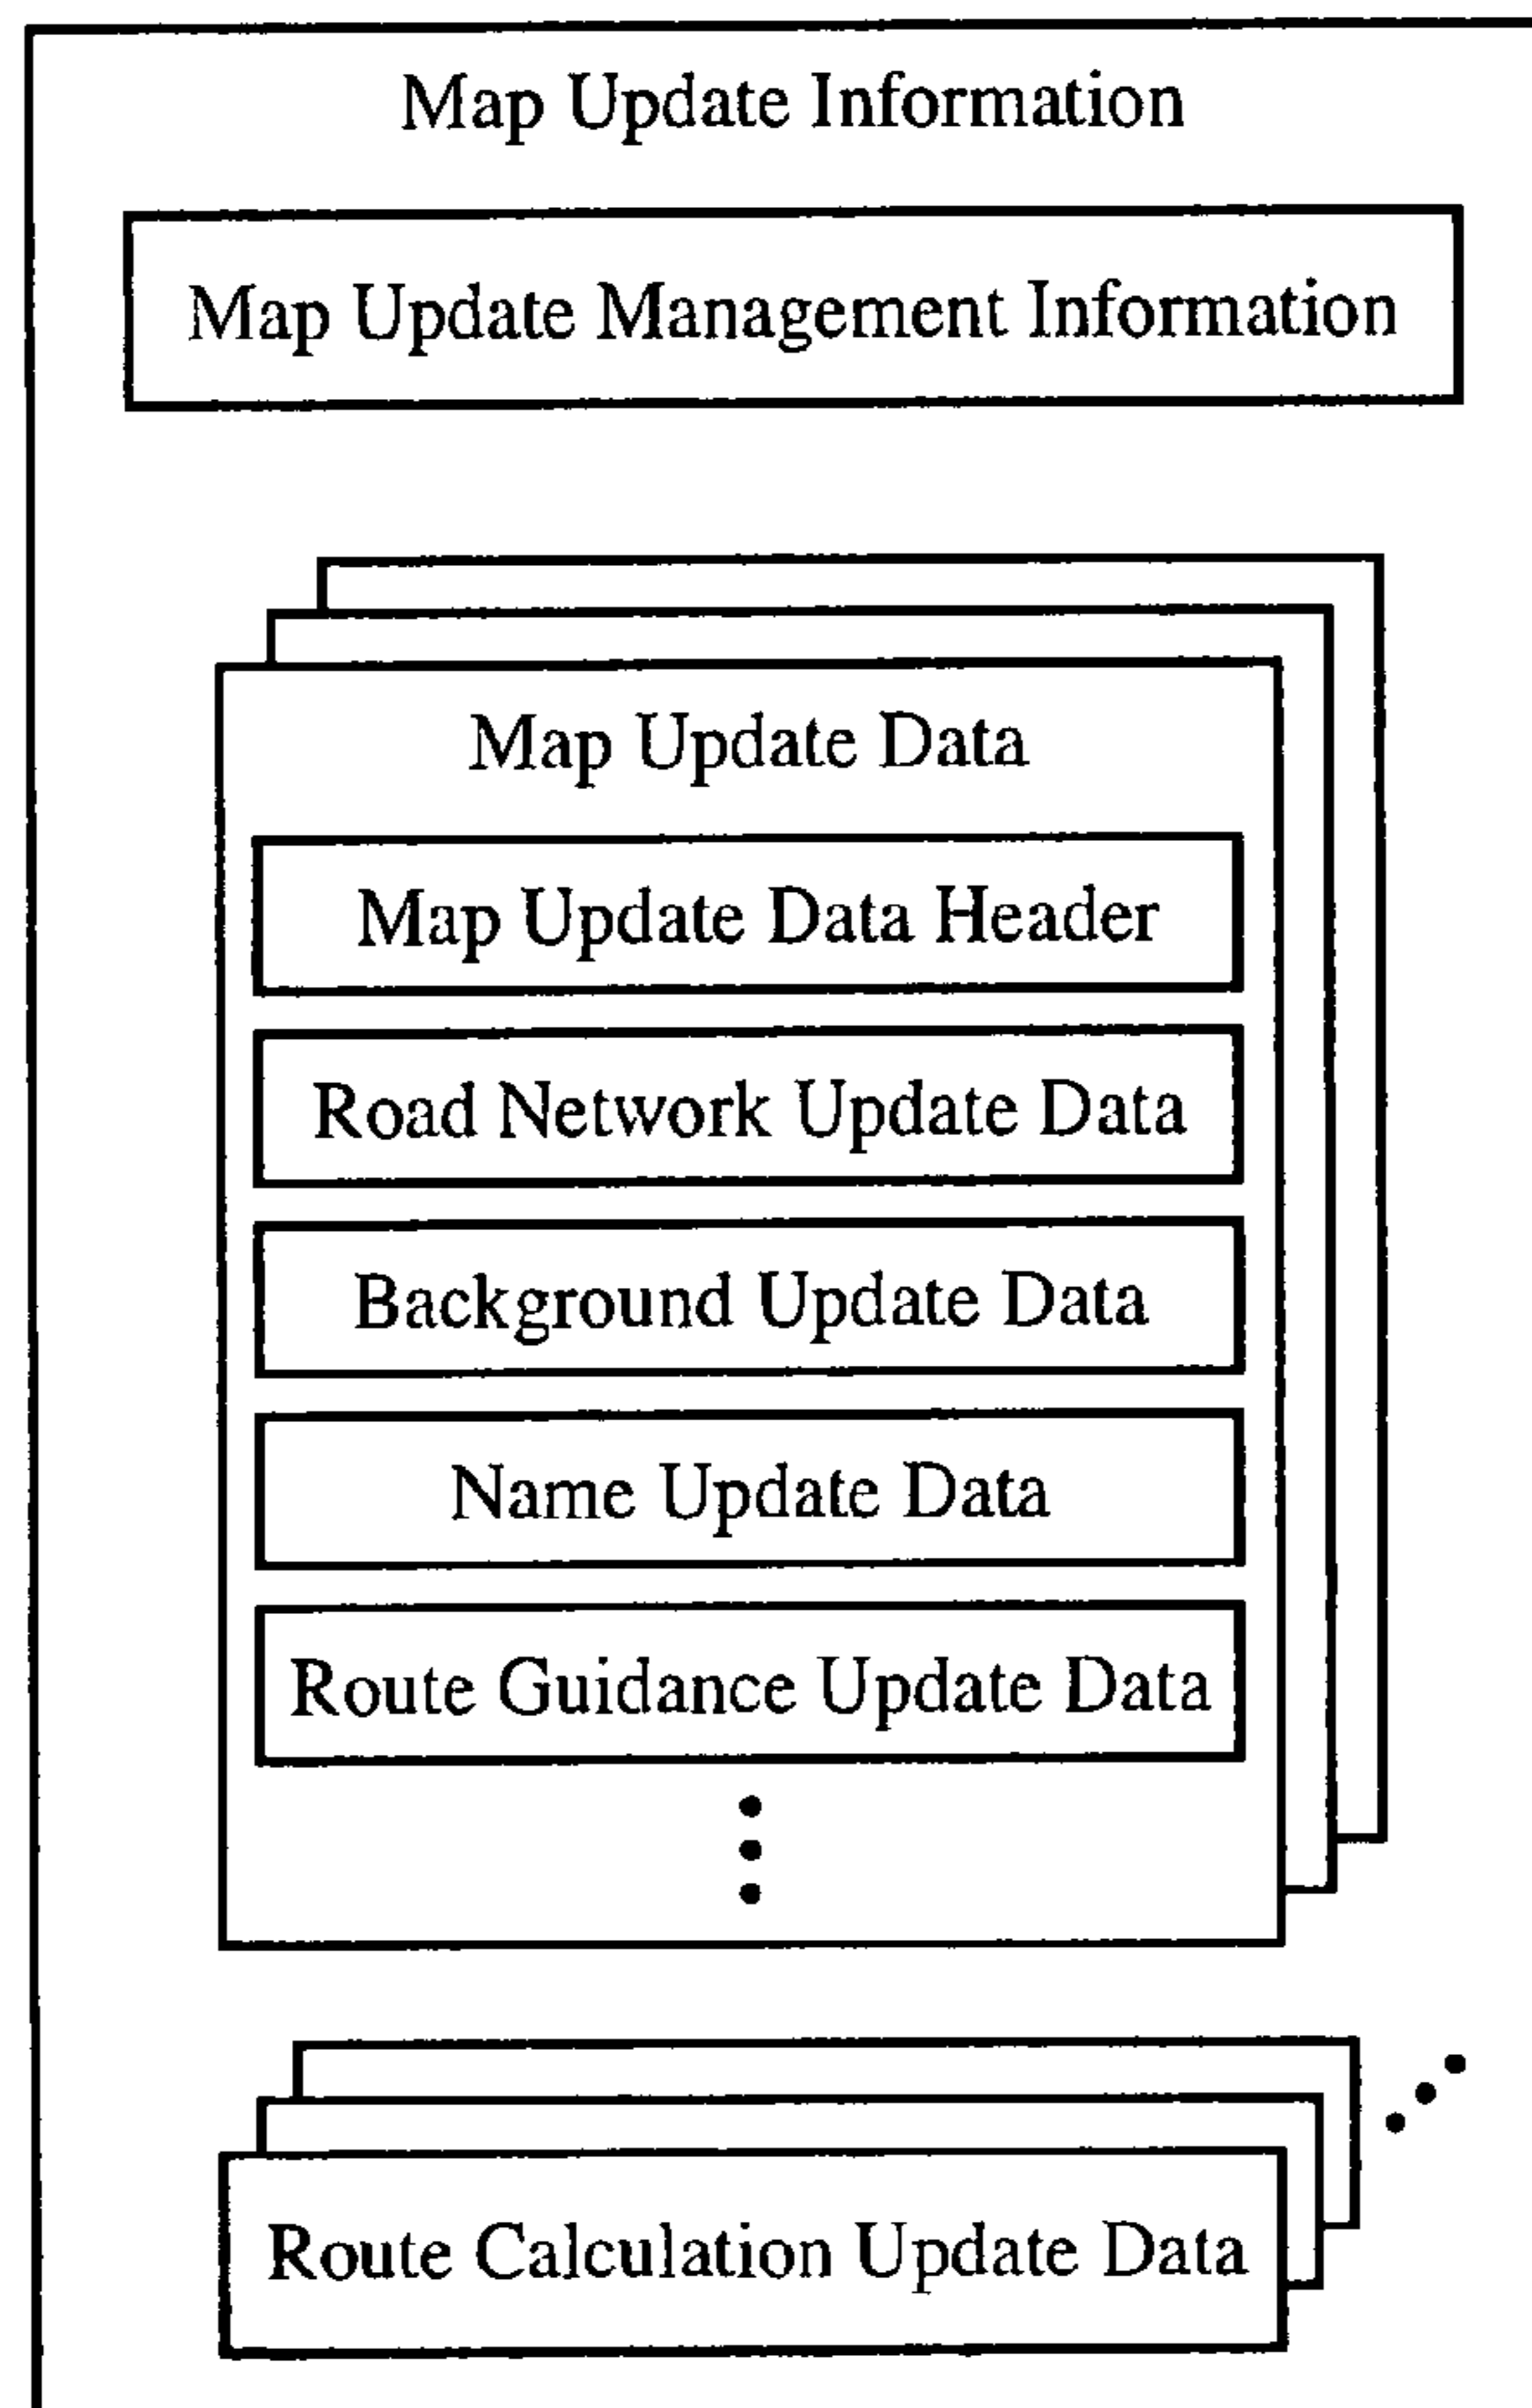 Map Update Information
Map Update Management Information
Map Update Data
Map Update Data Header
Road Network Update Data
Background Update Data
Name Update Data
Route Guidance Update Data
Route Calculation Update Data